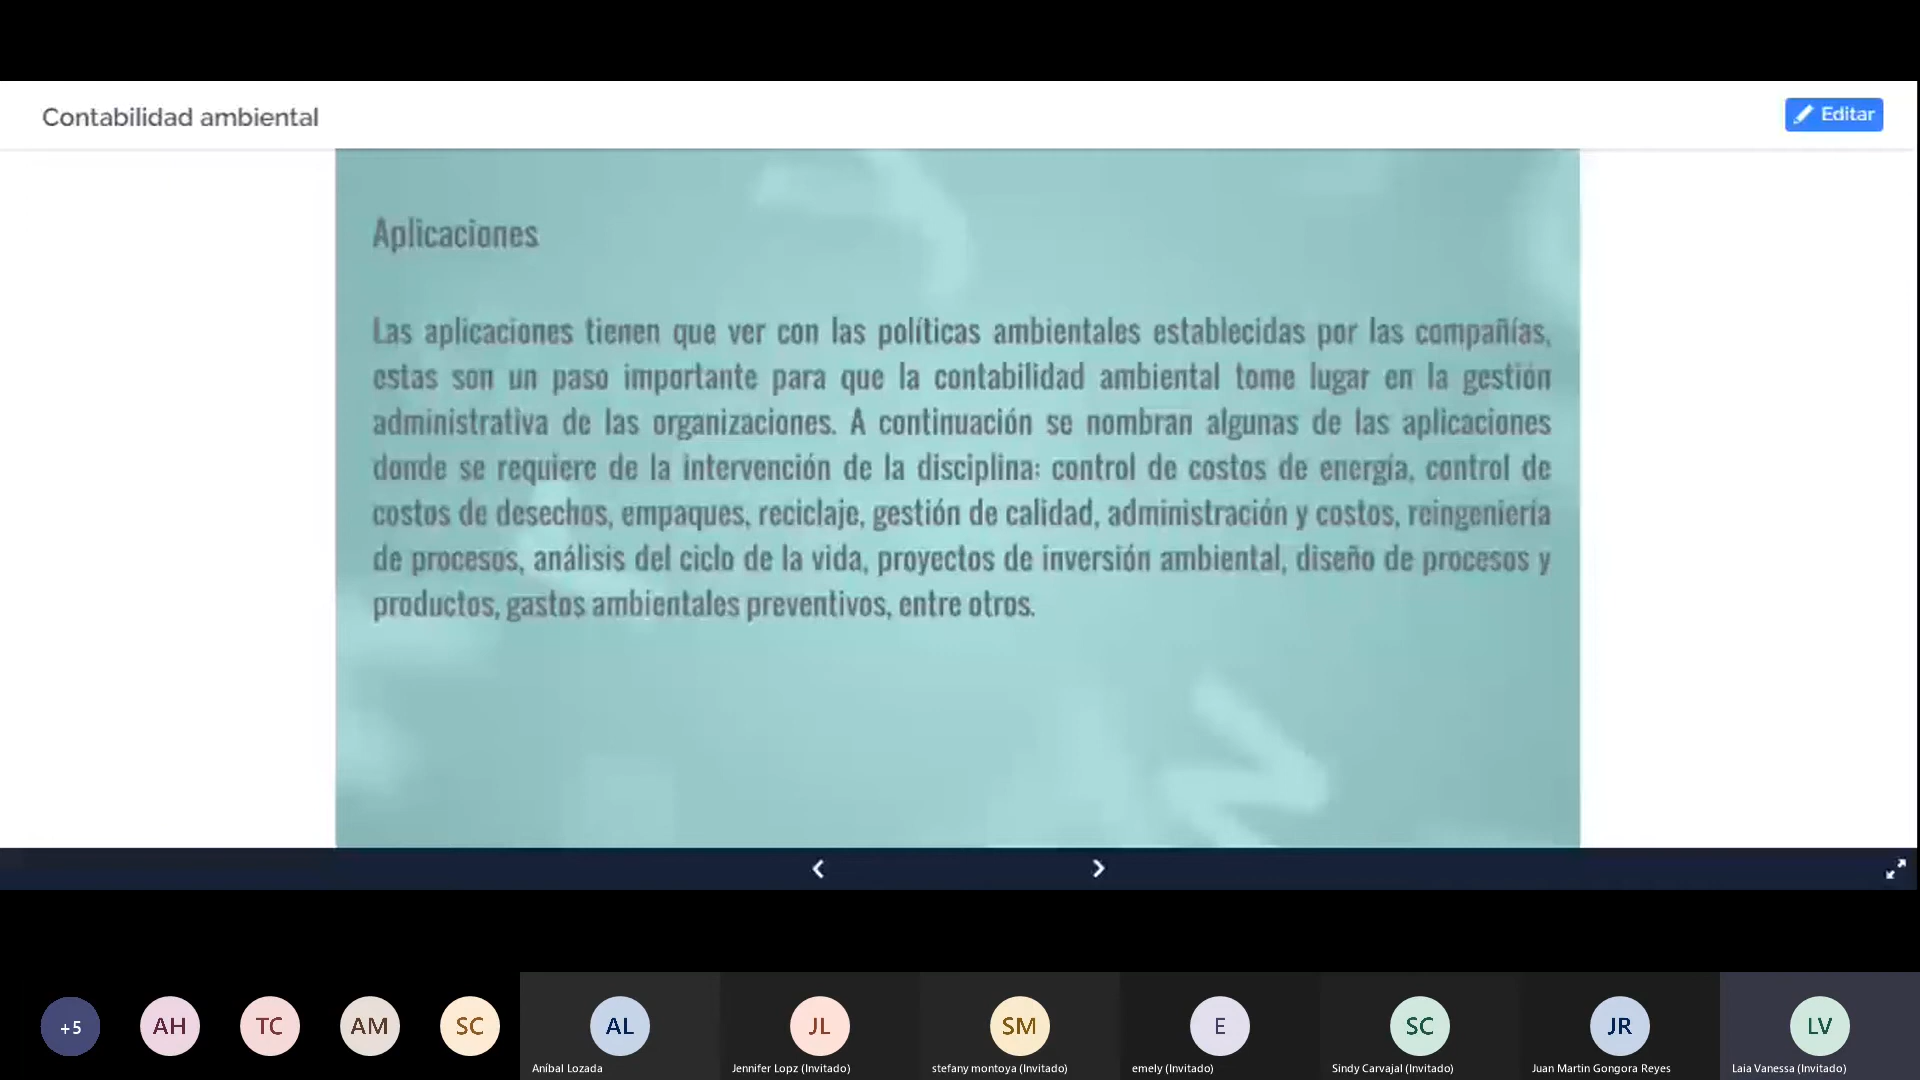 Contabilidad ambiental
Editar
Aplicaciones
Las aplicaciones tienen que ver con las políticas ambientales establecidas por las compañías,
estas son un paso importante para que la contabilidad ambiental tome lugar en la gestión
administrativa de las organizaciones. A continuación se nombran algunas de las aplicaciones
donde se requiere de la intervención de la disciplina: control de costos de energía, control de
costos de desechos, empaques, reciclaje, gestión de calidad, administración y costos, reingeniería
de procesos, análisis del ciclo de la vida, proyectos de inversión ambiental, diseño de procesos y
productos, gastos ambientales preventivos, entre otros.
+5
AH
TC
AM
SC
AL
JL
SM
E
SC
JR
LV
Aníbal Lozada
Jennifer Lopz (Invitado)
stefany montoya (Invitado)
emely (Invitado)
Sindy Carvajal (Invitado)
Juan Martin Gongora Reyes
Laia Vanessa (Invitado)